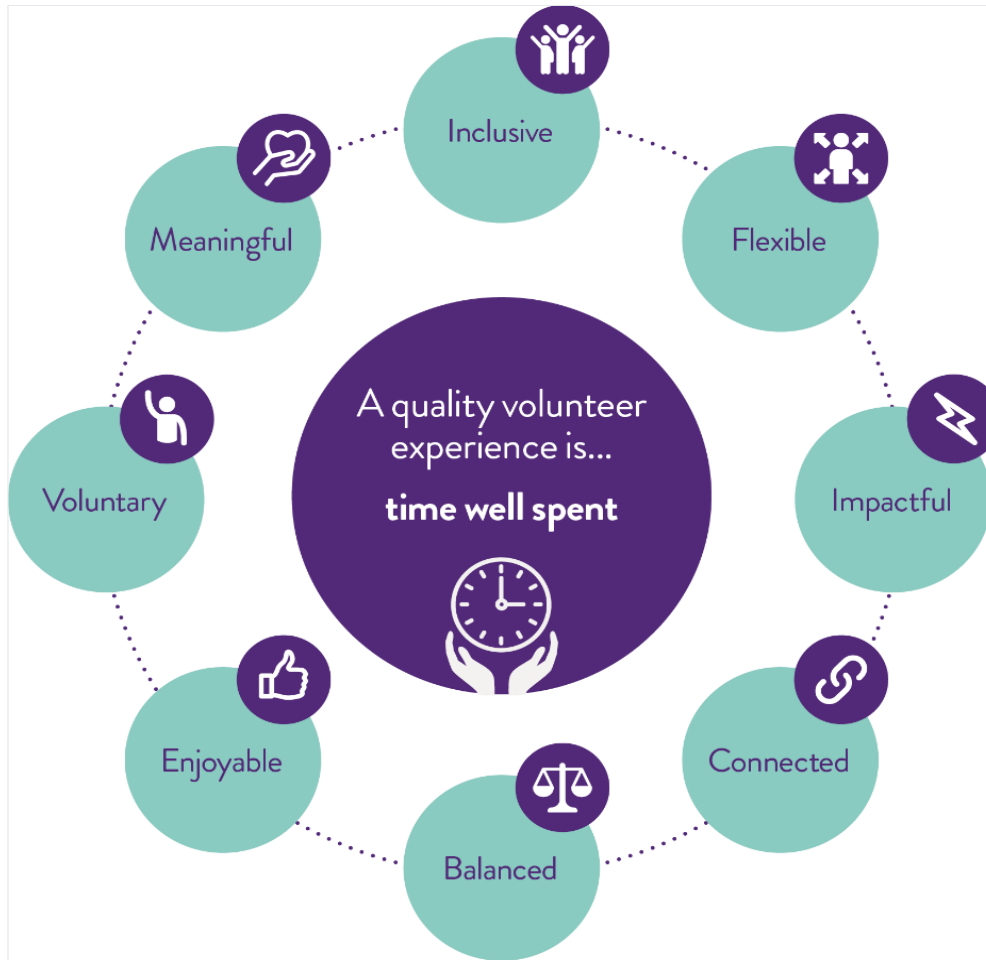 Inclusive
Flexible
Meaningful
A quality volunteer
experience is...
time well spent
Voluntary
Impactful
Enjoyable
Connected
Balanced